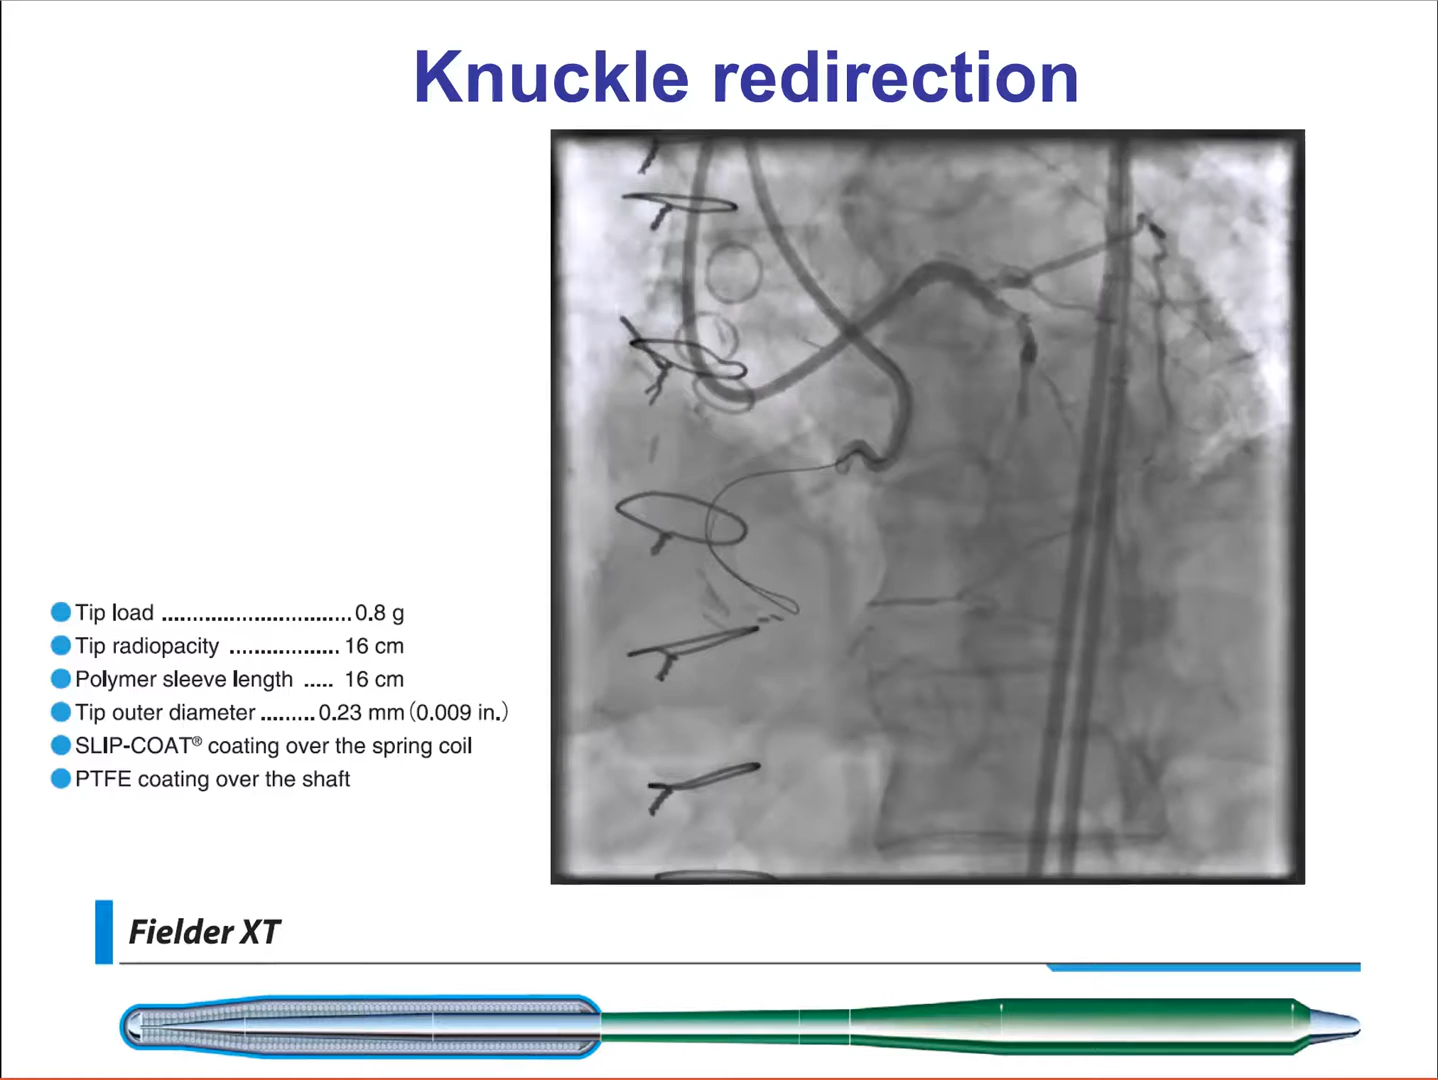 Knuckle redirection
Tip load ................................0.8 g
Tip radiopacity .................. 16 cm
Polymer sleeve length ..... 16 cm
Tip outer diameter .........0.23 mm (0.009 in.)
SLIP-COAT® coating over the spring coil
PTFE coating over the shaft
Fielder XT